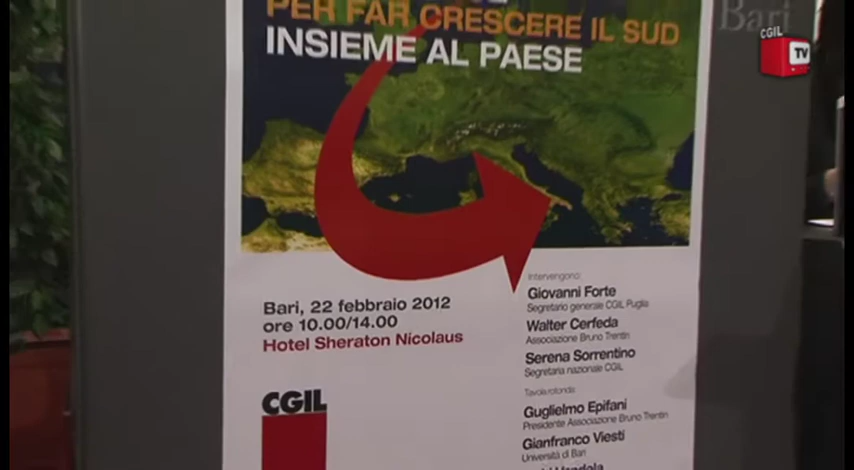 PER FAR CRESCERE IL SUD
INSIEME AL PAESE
Bari
CGIL
TV
Bari, 22 febbraio 2012
ore 10.00/14.00
Hotel Sheraton Nicolaus
CGIL
Intervengono:
Giovanni Forte
Segretario generale CGIL Puglia
Walter Cerfeda
Associazione Bruno Trentin
Serena Sorrentino
Segretaria nazionale CGIL
Tavola rotonda:
Guglielmo Epifani
Presidente Associazione Bruno Trentin
Gianfranco Viesti
Università di Bari
Vendola